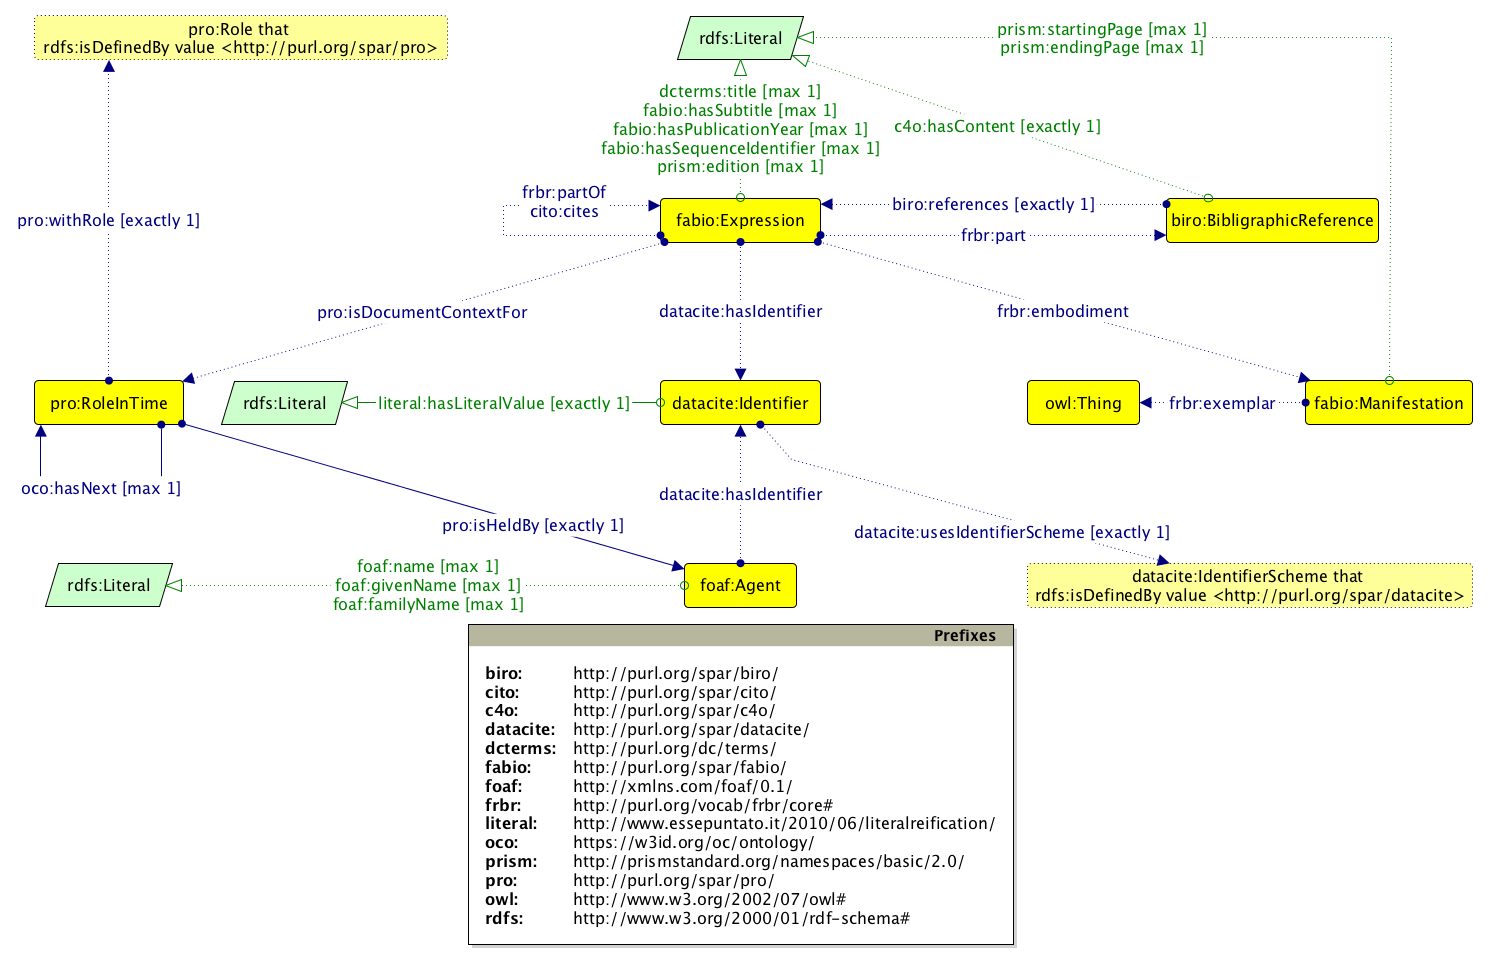 pro:Role that
rdfs:isDefinedBy value <http://purl.org/spar/pro>
rdfs:Literal
prism:startingPage [max 1]
prism:endingPage [max 1]
dcterms:title [max 1]
fabio:hasSubtitle [max 1]
fabio:hasPublicationYear [max 1]
fabio:hasSequenceIdentifier [max 1]
prism:edition [max 1]
c4o:hasContent [exactly 1]
frbr:partOf
cito:cites
fabio:Expression
biro:references [exactly 1]
frbr:part
biro:BibligraphicReference
pro:withRole [exactly 1]
pro:isDocumentContextFor
datacite:hasIdentifier
frbr:embodiment
pro:RoleInTime
rdfs:Literal
literal:hasLiteralValue [exactly 1]
datacite:Identifier
owl:Thing
frbr:exemplar
fabio:Manifestation
oco:hasNext [max 1]
pro:isHeldBy [exactly 1]
datacite:hasIdentifier
datacite:usesIdentifierScheme [exactly 1]
rdfs:Literal
foaf:name [max 1]
foaf:givenName [max 1]
foaf:familyName [max 1]
foaf:Agent
datacite:IdentifierScheme that
rdfs:isDefinedBy value <http://purl.org/spar/datacite>
Prefixes
biro: http://purl.org/spar/biro/
cito: http://purl.org/spar/cito/
c4o: http://purl.org/spar/c4o/
datacite: http://purl.org/spar/datacite/
dcterms: http://purl.org/dc/terms/
fabio: http://purl.org/spar/fabio/
foaf: http://xmlns.com/foaf/0.1/
frbr: http://purl.org/vocab/frbr/core#
literal: http://www.essepuntato.it/2010/06/literalreification/
oco: https://w3id.org/oc/ontology/
prism: http://prismstandard.org/namespaces/basic/2.0/
pro: http://purl.org/spar/pro/
owl: http://www.w3.org/2002/07/owl#
rdfs: http://www.w3.org/2000/01/rdf-schema#